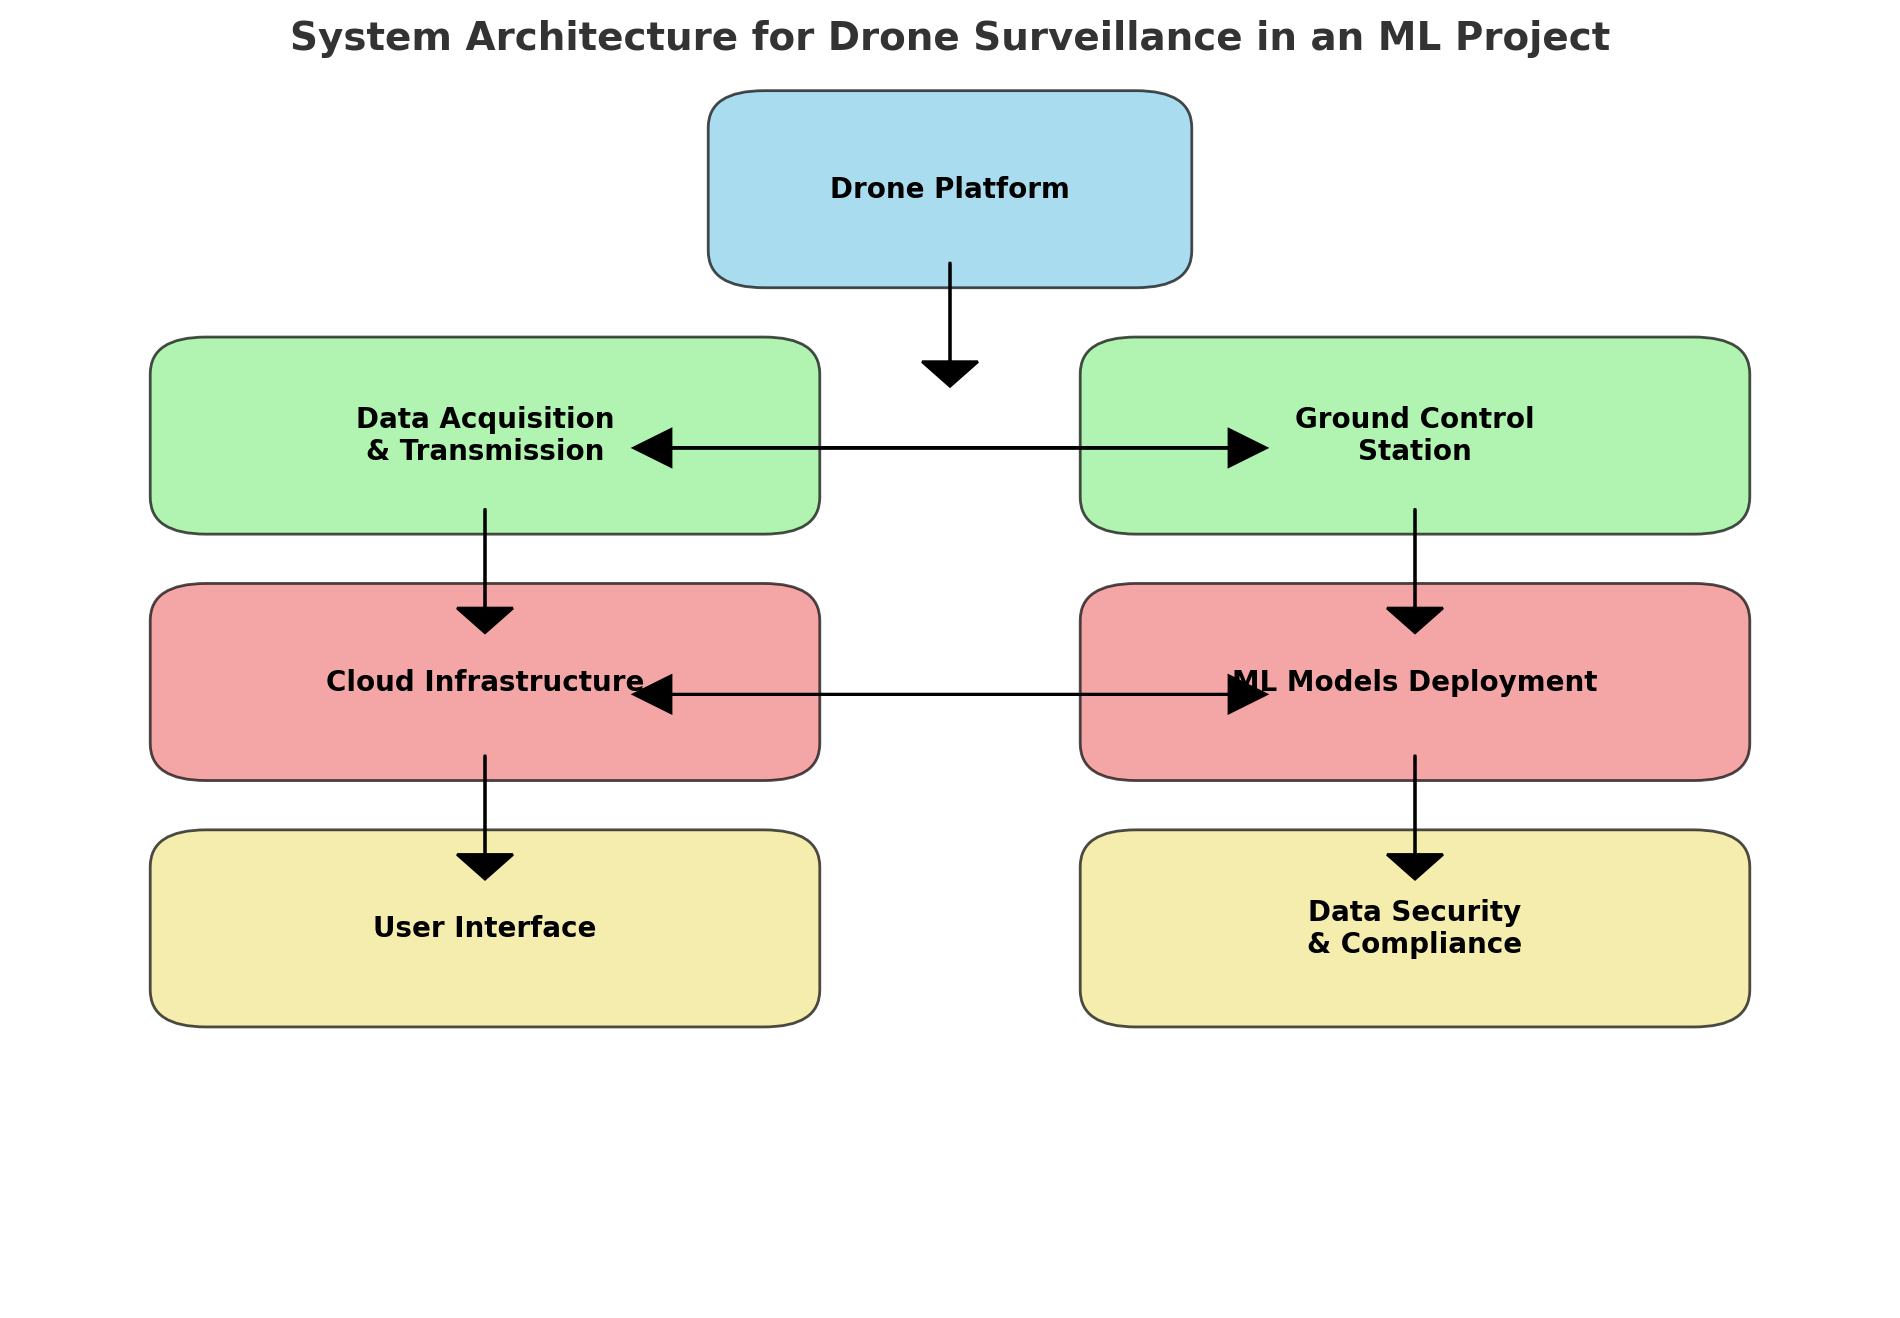 System Architecture for Drone Surveillance in an ML Project
Drone Platform
Data Acquisition
& Transmission
Ground Control
Station
Cloud Infrastructure
ML Models Deployment
User Interface
Data Security
& Compliance